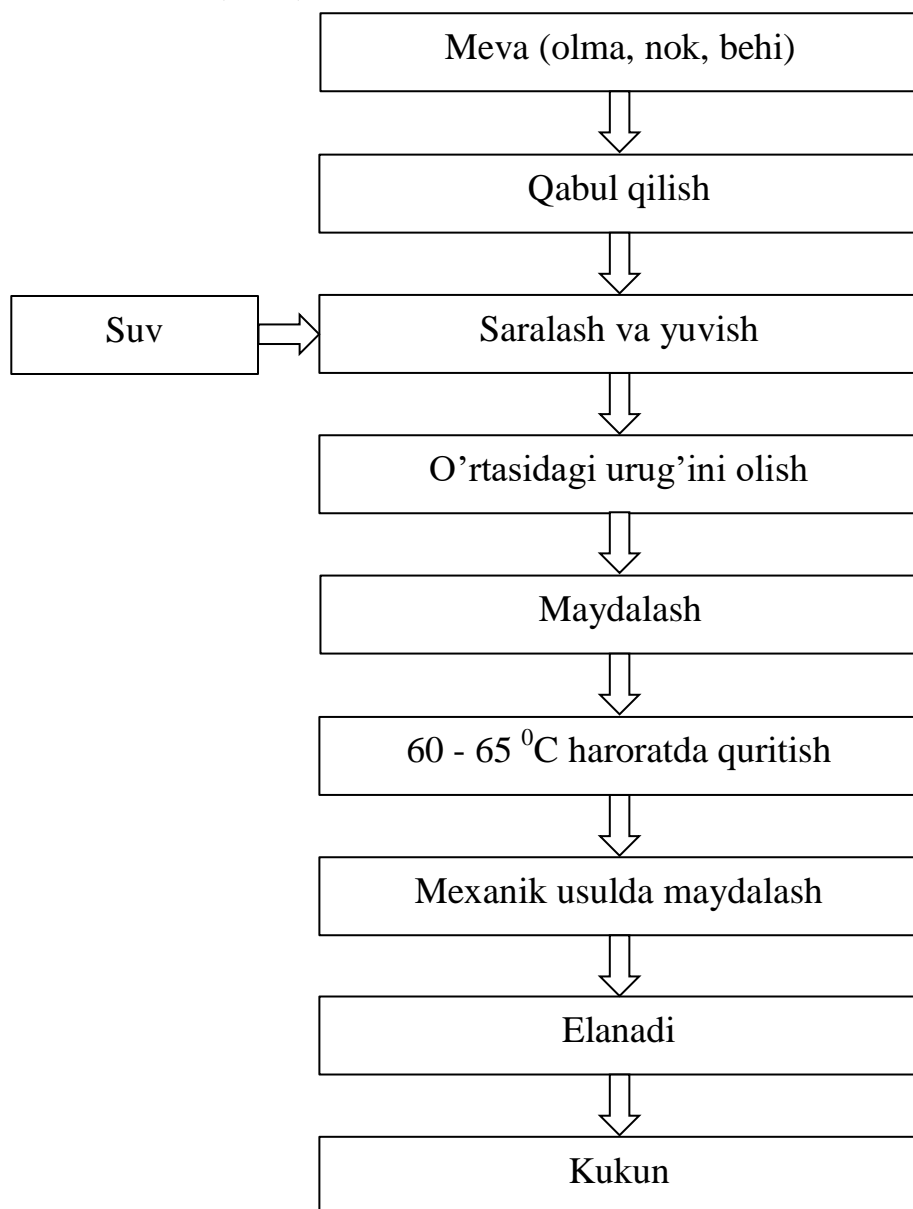 Meva (olma, nok, behi)
Qabul qilish
Suv
Saralash va yuvish
O’rtasidagi urug’ini olish
Maydalash
60 - 65 ⁰C haroratda quritish
Mexanik usulda maydalash
Elanadi
Kukun